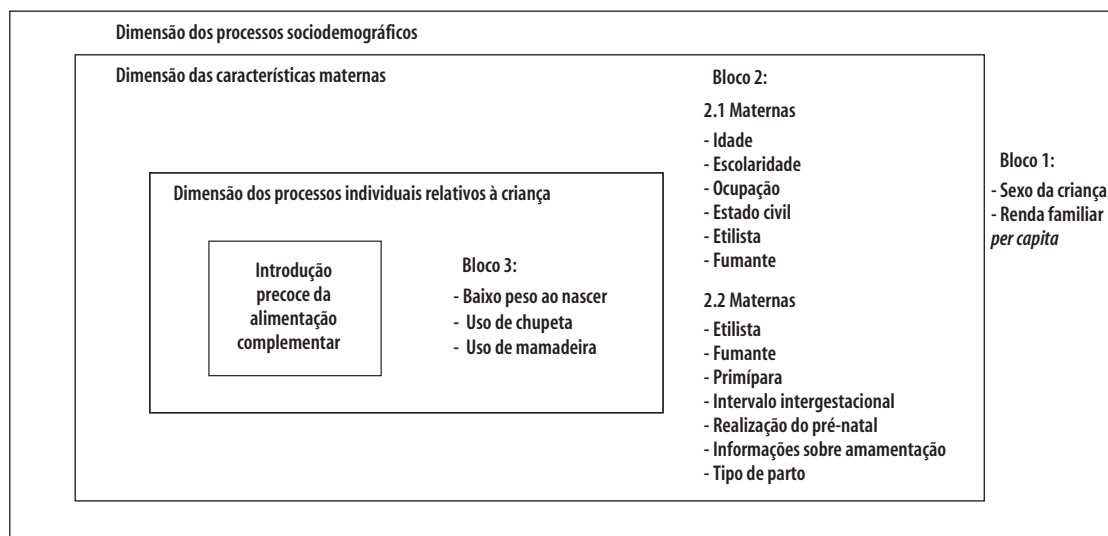 Dimensão dos processos sociodemográficos
Dimensão das características maternas
Dimensão dos processos individuais relativos à criança
Introdução
precoce da
alimentação
complementar
Bloco 3:
- Baixo peso ao nascer
- Uso de chupeta
- Uso de mamadeira
Bloco 2:
2.1 Maternas
- Idade
- Escolaridade
- Ocupação
- Estado civil
- Etilista
- Fumante
2.2 Maternas
- Etilista
- Fumante
- Primípara
- Intervalo intergestacional
- Realização do pré-natal
- Informações sobre amamentação
- Tipo de parto
Bloco 1:
- Sexo da criança
- Renda familiar
per capita